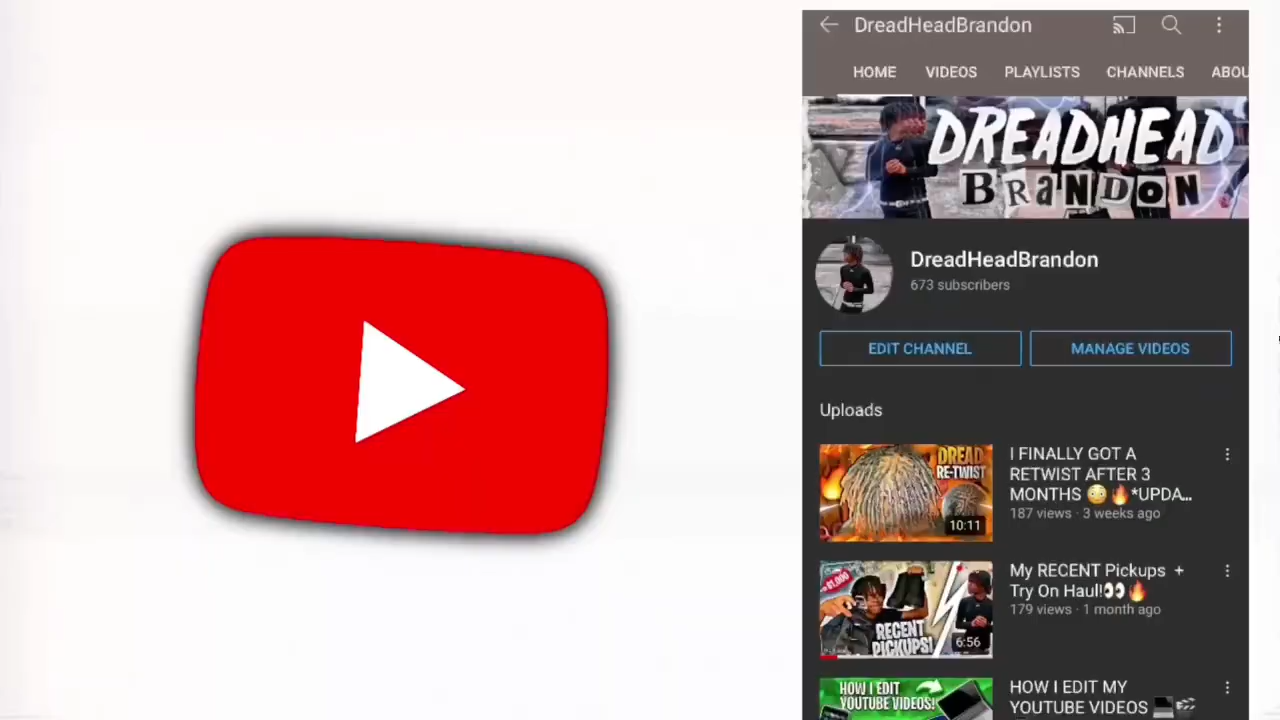 DreadHeadBrandon
HOME VIDEOS PLAYLISTS CHANNELS ABOU
DREADHEAD
BRANDON
DreadHeadBrandon
673 subscribers
EDIT CHANNEL MANAGE VIDEOS
Uploads
DREAD
RE-TWIST
10:11
I FINALLY GOT A
RETWIST AFTER 3
MONTHS 😳🔥*UPDA...
187 views · 3 weeks ago
$1,000
RECENT
PICKUPS!
6:56
My RECENT Pickups +
Try On Haul!👀🔥
179 views · 1 month ago
HOW I EDIT
YOUTUBE VIDEOS!
HOW I EDIT MY
YOUTUBE VIDEOS 💻